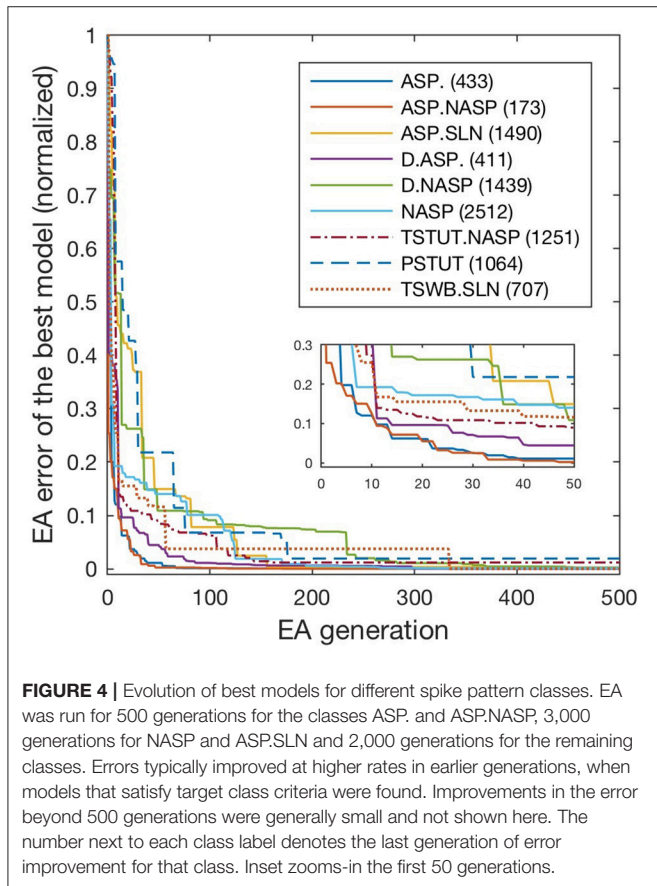 1
0.9
0.8
0.7
0.6
0.5
0.4
0.3
0.2
0.1
0
EA error of the best model (normalized)
ASP. (433)
ASP.NASP (173)
ASP.SLN (1490)
D.ASP. (411)
D.NASP (1439)
NASP (2512)
TSTUT.NASP (1251)
PSTUT (1064)
TSWB.SLN (707)
0.3
0.2
0.1
0
0 10 20 30 40 50
0 100 200 300 400 500
EA generation
FIGURE 4 | Evolution of best models for different spike pattern classes. EA
was run for 500 generations for the classes ASP. and ASP.NASP, 3,000
generations for NASP and ASP.SLN and 2,000 generations for the remaining
classes. Errors typically improved at higher rates in earlier generations, when
models that satisfy target class criteria were found. Improvements in the error
beyond 500 generations were generally small and not shown here. The
number next to each class label denotes the last generation of error
improvement for that class. Inset zooms-in the first 50 generations.